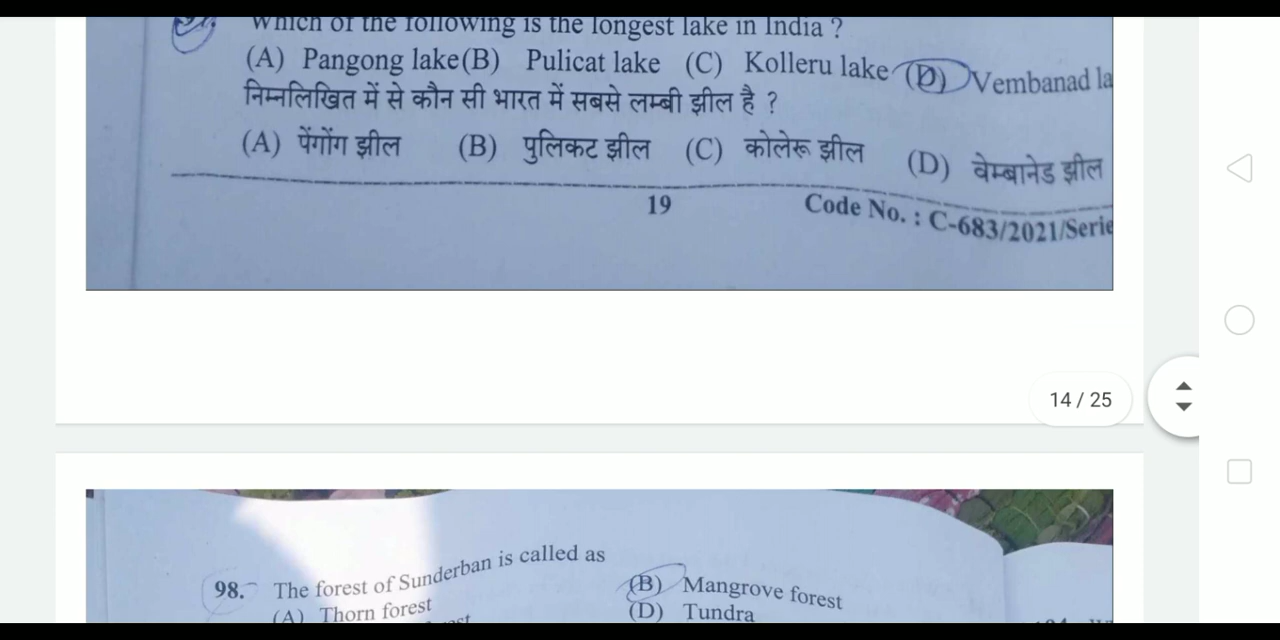 Which of the following is the longest lake in India ?
(A) Pangong lake (B) Pulicat lake (C) Kolleru lake (D) Vembanad la
निम्नलिखित में से कौन सी भारत में सबसे लम्बी झील है ?
(A) पेंगोंग झील (B) पुलिकट झील (C) कोलेरू झील (D) वेम्बानेड झील
19 Code No. : C-683/2021/Serie
14 / 25
98. The forest of Sunderban is called as
(A) Thorn forest (B) Mangrove forest
(D) Tundra